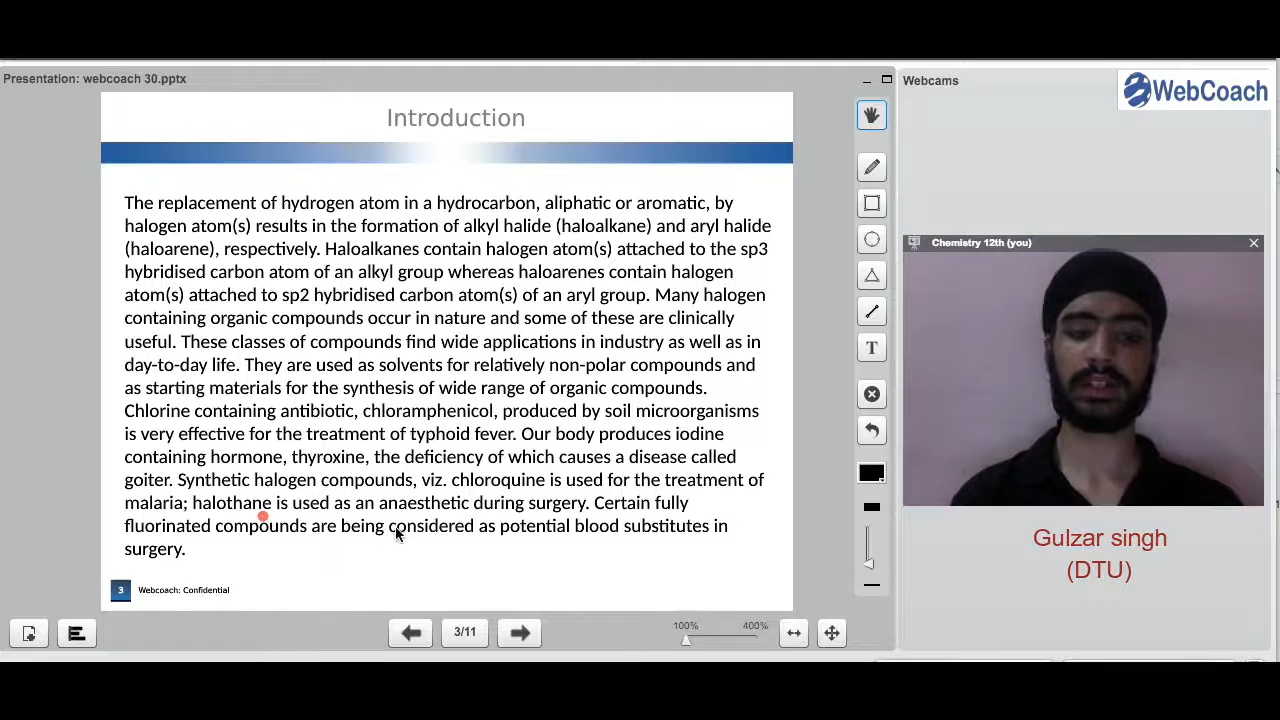 Presentation: webcoach 30.pptx
Webcams
WebCoach
Introduction
The replacement of hydrogen atom in a hydrocarbon, aliphatic or aromatic, by
halogen atom(s) results in the formation of alkyl halide (haloalkane) and aryl halide
(haloarene), respectively. Haloalkanes contain halogen atom(s) attached to the sp3
hybridised carbon atom of an alkyl group whereas haloarenes contain halogen
atom(s) attached to sp2 hybridised carbon atom(s) of an aryl group. Many halogen
containing organic compounds occur in nature and some of these are clinically
useful. These classes of compounds find wide applications in industry as well as in
day-to-day life. They are used as solvents for relatively non-polar compounds and
as starting materials for the synthesis of wide range of organic compounds.
Chlorine containing antibiotic, chloramphenicol, produced by soil microorganisms
is very effective for the treatment of typhoid fever. Our body produces iodine
containing hormone, thyroxine, the deficiency of which causes a disease called
goiter. Synthetic halogen compounds, viz. chloroquine is used for the treatment of
malaria; halothane is used as an anaesthetic during surgery. Certain fully
fluorinated compounds are being considered as potential blood substitutes in
surgery.
3 Webcoach: Confidential
T
Chemistry 12th (you)
Gulzar singh
(DTU)
3/11
100% 400%